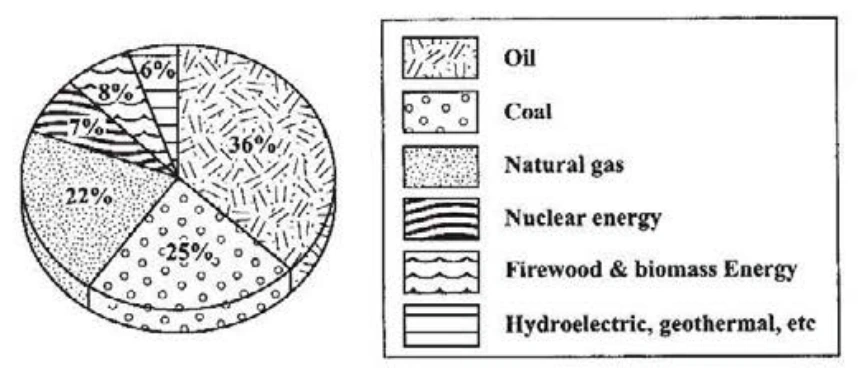 6%
8%
36%
7%
22%
25%
Oil
Coal
Natural gas
Nuclear energy
Firewood & biomass Energy
Hydroelectric, geothermal, etc